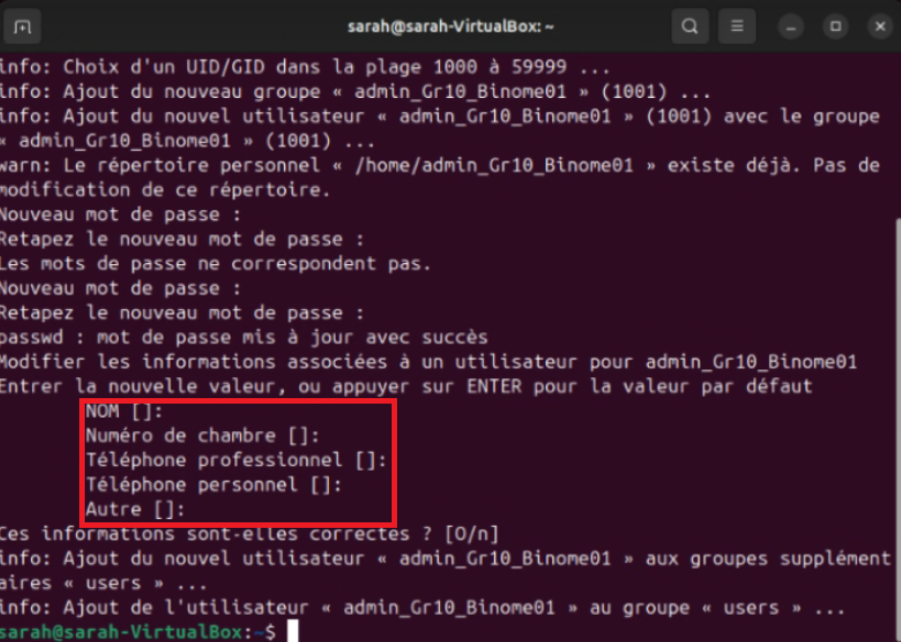 sarah@sarah-VirtualBox: ~
info: Choix d'un UID/GID dans la plage 1000 à 59999 ...
info: Ajout du nouveau groupe « admin_Gr10_Binome01 » (1001) ...
info: Ajout du nouvel utilisateur « admin_Gr10_Binome01 » (1001) avec le groupe
« admin_Gr10_Binome01 » (1001) ...
warn: Le répertoire personnel « /home/admin_Gr10_Binome01 » existe déjà. Pas de
modification de ce répertoire.
Nouveau mot de passe :
Retapez le nouveau mot de passe :
Les mots de passe ne correspondent pas.
Nouveau mot de passe :
Retapez le nouveau mot de passe :
passwd : mot de passe mis à jour avec succès
Modifier les informations associées à un utilisateur pour admin_Gr10_Binome01
Entrer la nouvelle valeur, ou appuyer sur ENTER pour la valeur par défaut
NOM []:
Numéro de chambre []:
Téléphone professionnel []:
Téléphone personnel []:
Autre []:
Ces informations sont-elles correctes ? [O/n]
info: Ajout du nouvel utilisateur « admin_Gr10_Binome01 » aux groupes supplément
aires « users » ...
info: Ajout de l'utilisateur « admin_Gr10_Binome01 » au groupe « users » ...
sarah@sarah-VirtualBox:~$